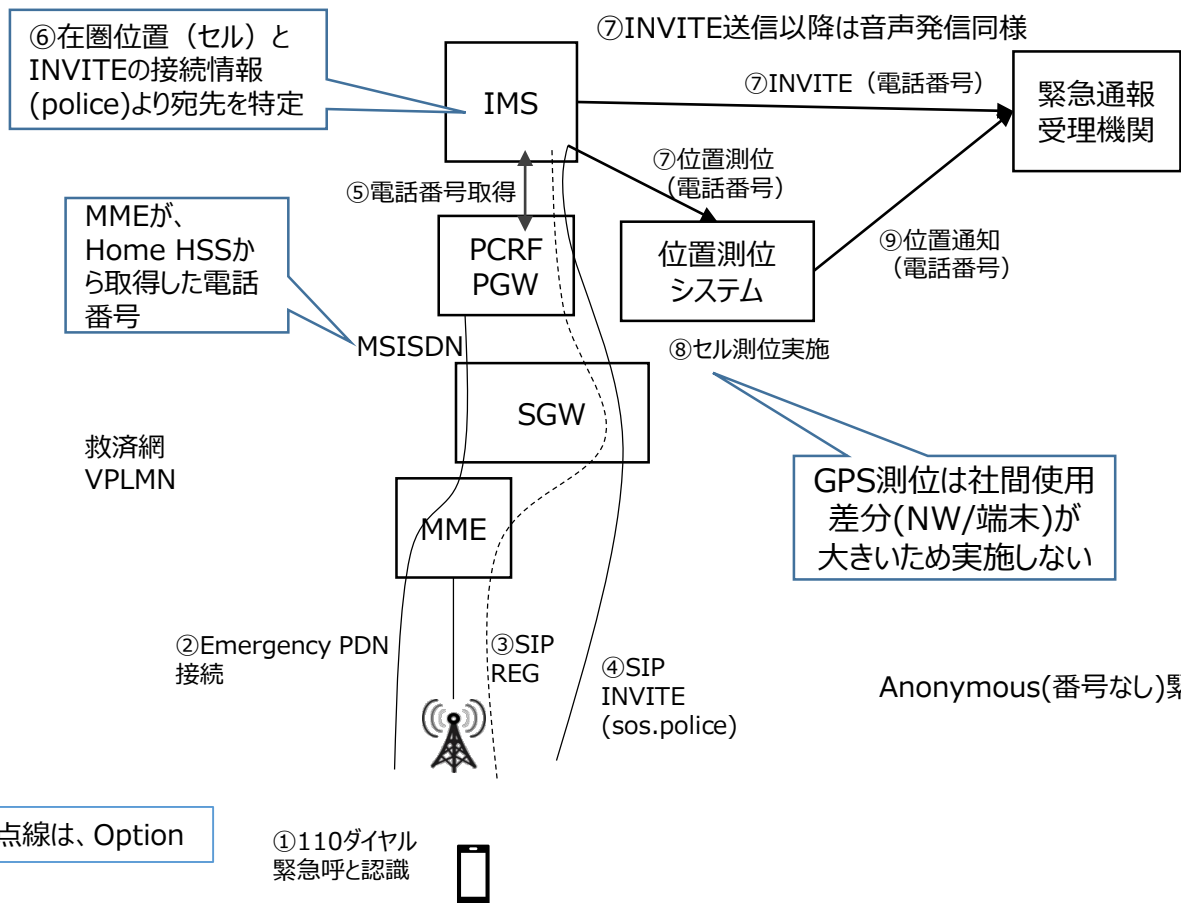 ⑥在圏位置（セル）と
INVITEの接続情報
(police)より宛先を特定
⑦INVITE送信以降は音声発信同様
IMS
⑦INVITE（電話番号）
緊急通報
受理機関
⑤電話番号取得
⑦位置測位
（電話番号）
MMEが、
Home HSSか
ら取得した電話
番号
PCRF
PGW
位置測位
システム
⑨位置通知
（電話番号）
MSISDN
⑧セル測位実施
SGW
救済網
VPLMN
GPS測位は社間使用
差分(NW/端末)が
大きいため実施しない
MME
②Emergency PDN
接続
③SIP
REG
④SIP
INVITE
(sos.police)
Anonymous(番号なし)緊
点線は、Option
①110ダイヤル
緊急呼と認識